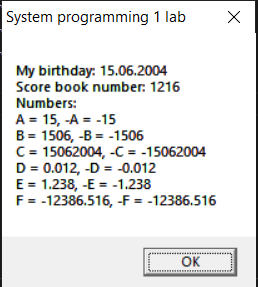 System programming 1 lab
My birthday: 15.06.2004
Score book number: 1216
Numbers:
A = 15, -A = -15
B = 1506, -B = -1506
C = 15062004, -C = -15062004
D = 0.012, -D = -0.012
E = 1.238, -E = -1.238
F = -12386.516, -F = -12386.516
OK